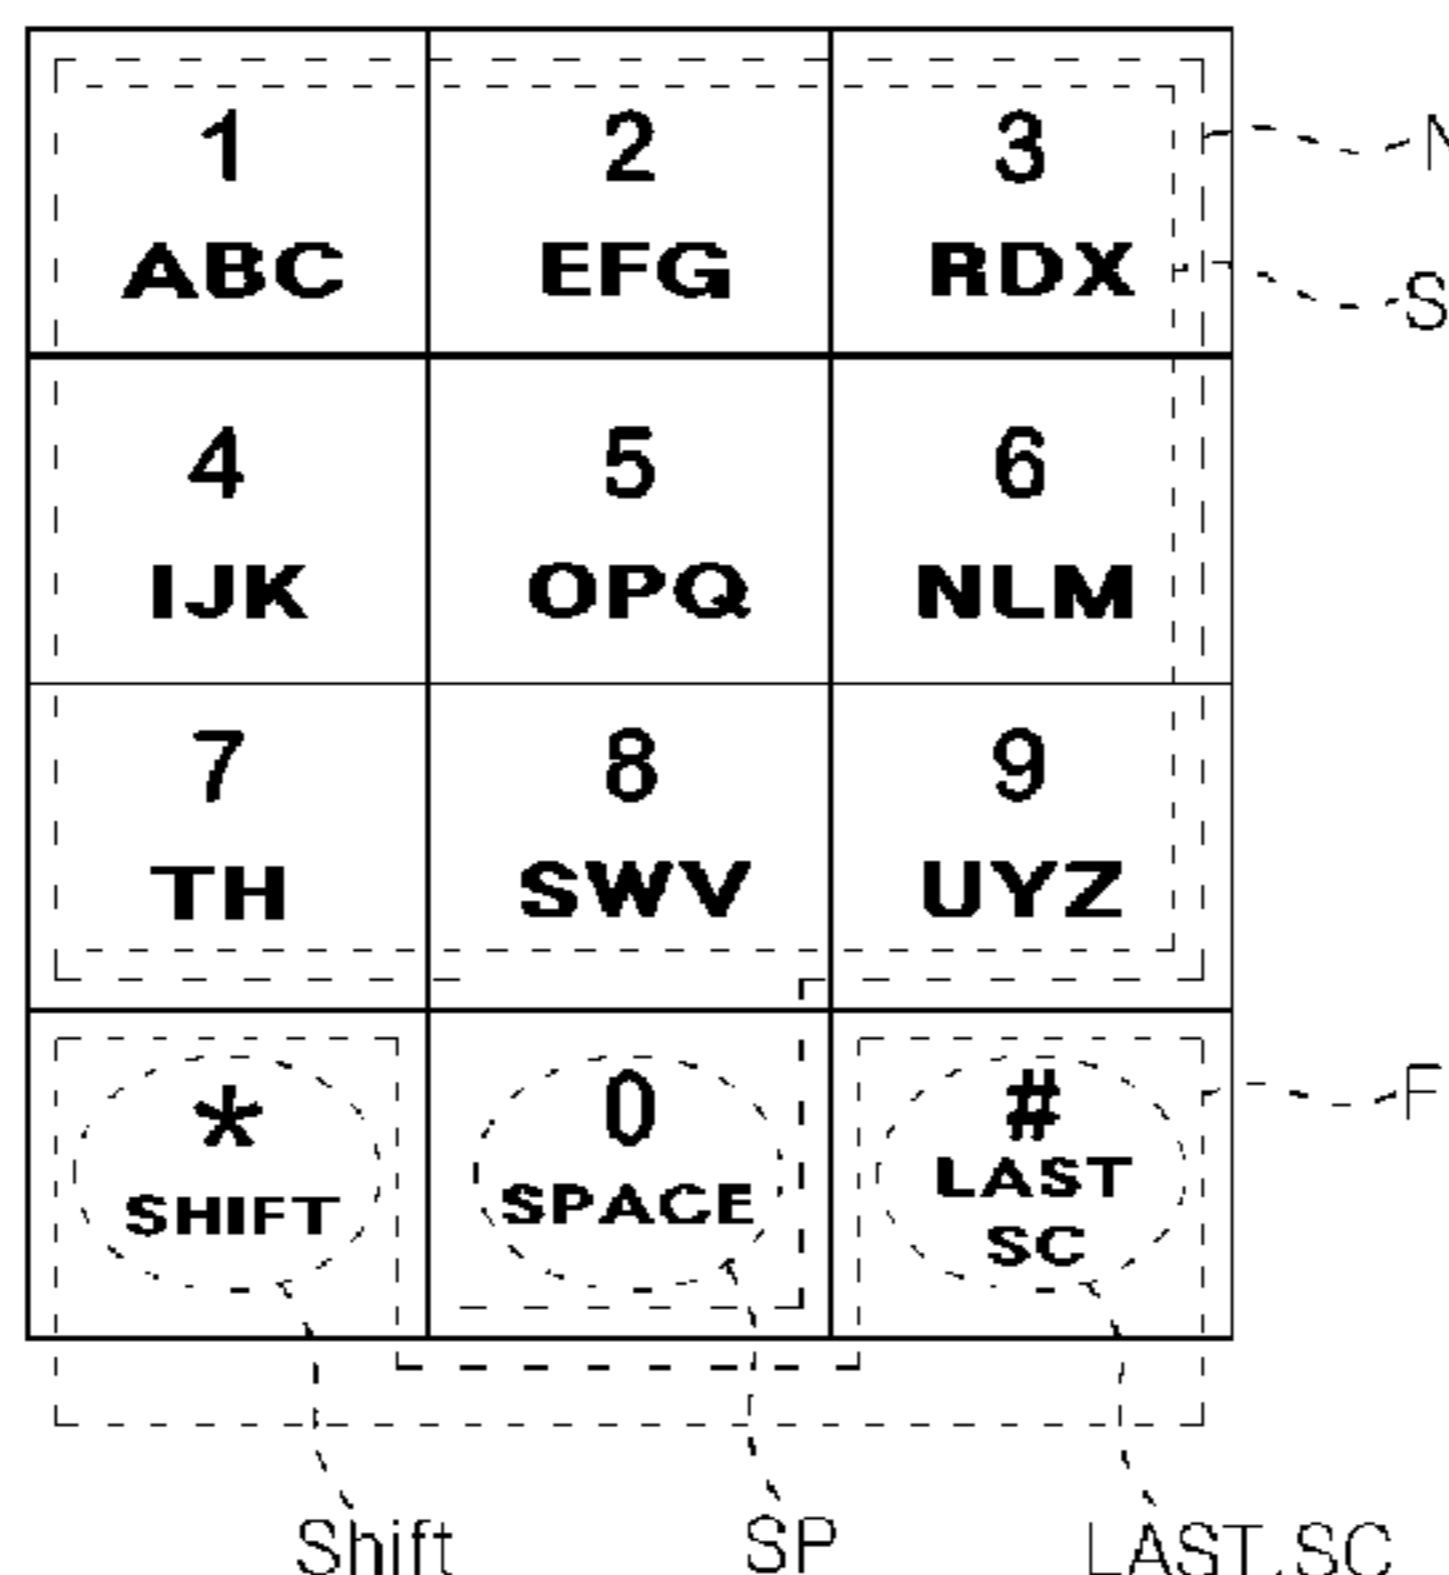 1 2 3 N
ABC EFG RDX S
4 5 6
IJK OPQ NLM
7 8 9
TH SWV UYZ
* 0 # F
SHIFT SPACE LAST
SC
Shift SP LAST.SC